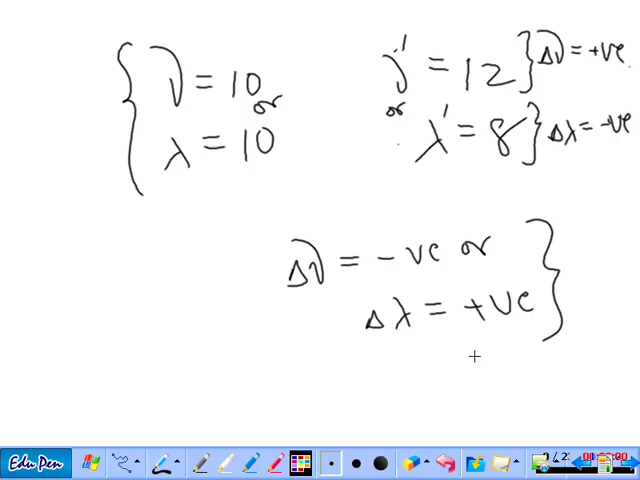 ν = 10 ν' = 12 } Δν = +ve
or or
λ = 10 λ' = 8 } Δλ = -ve
Δν = - ve or
Δλ = +ve
Edu Pen